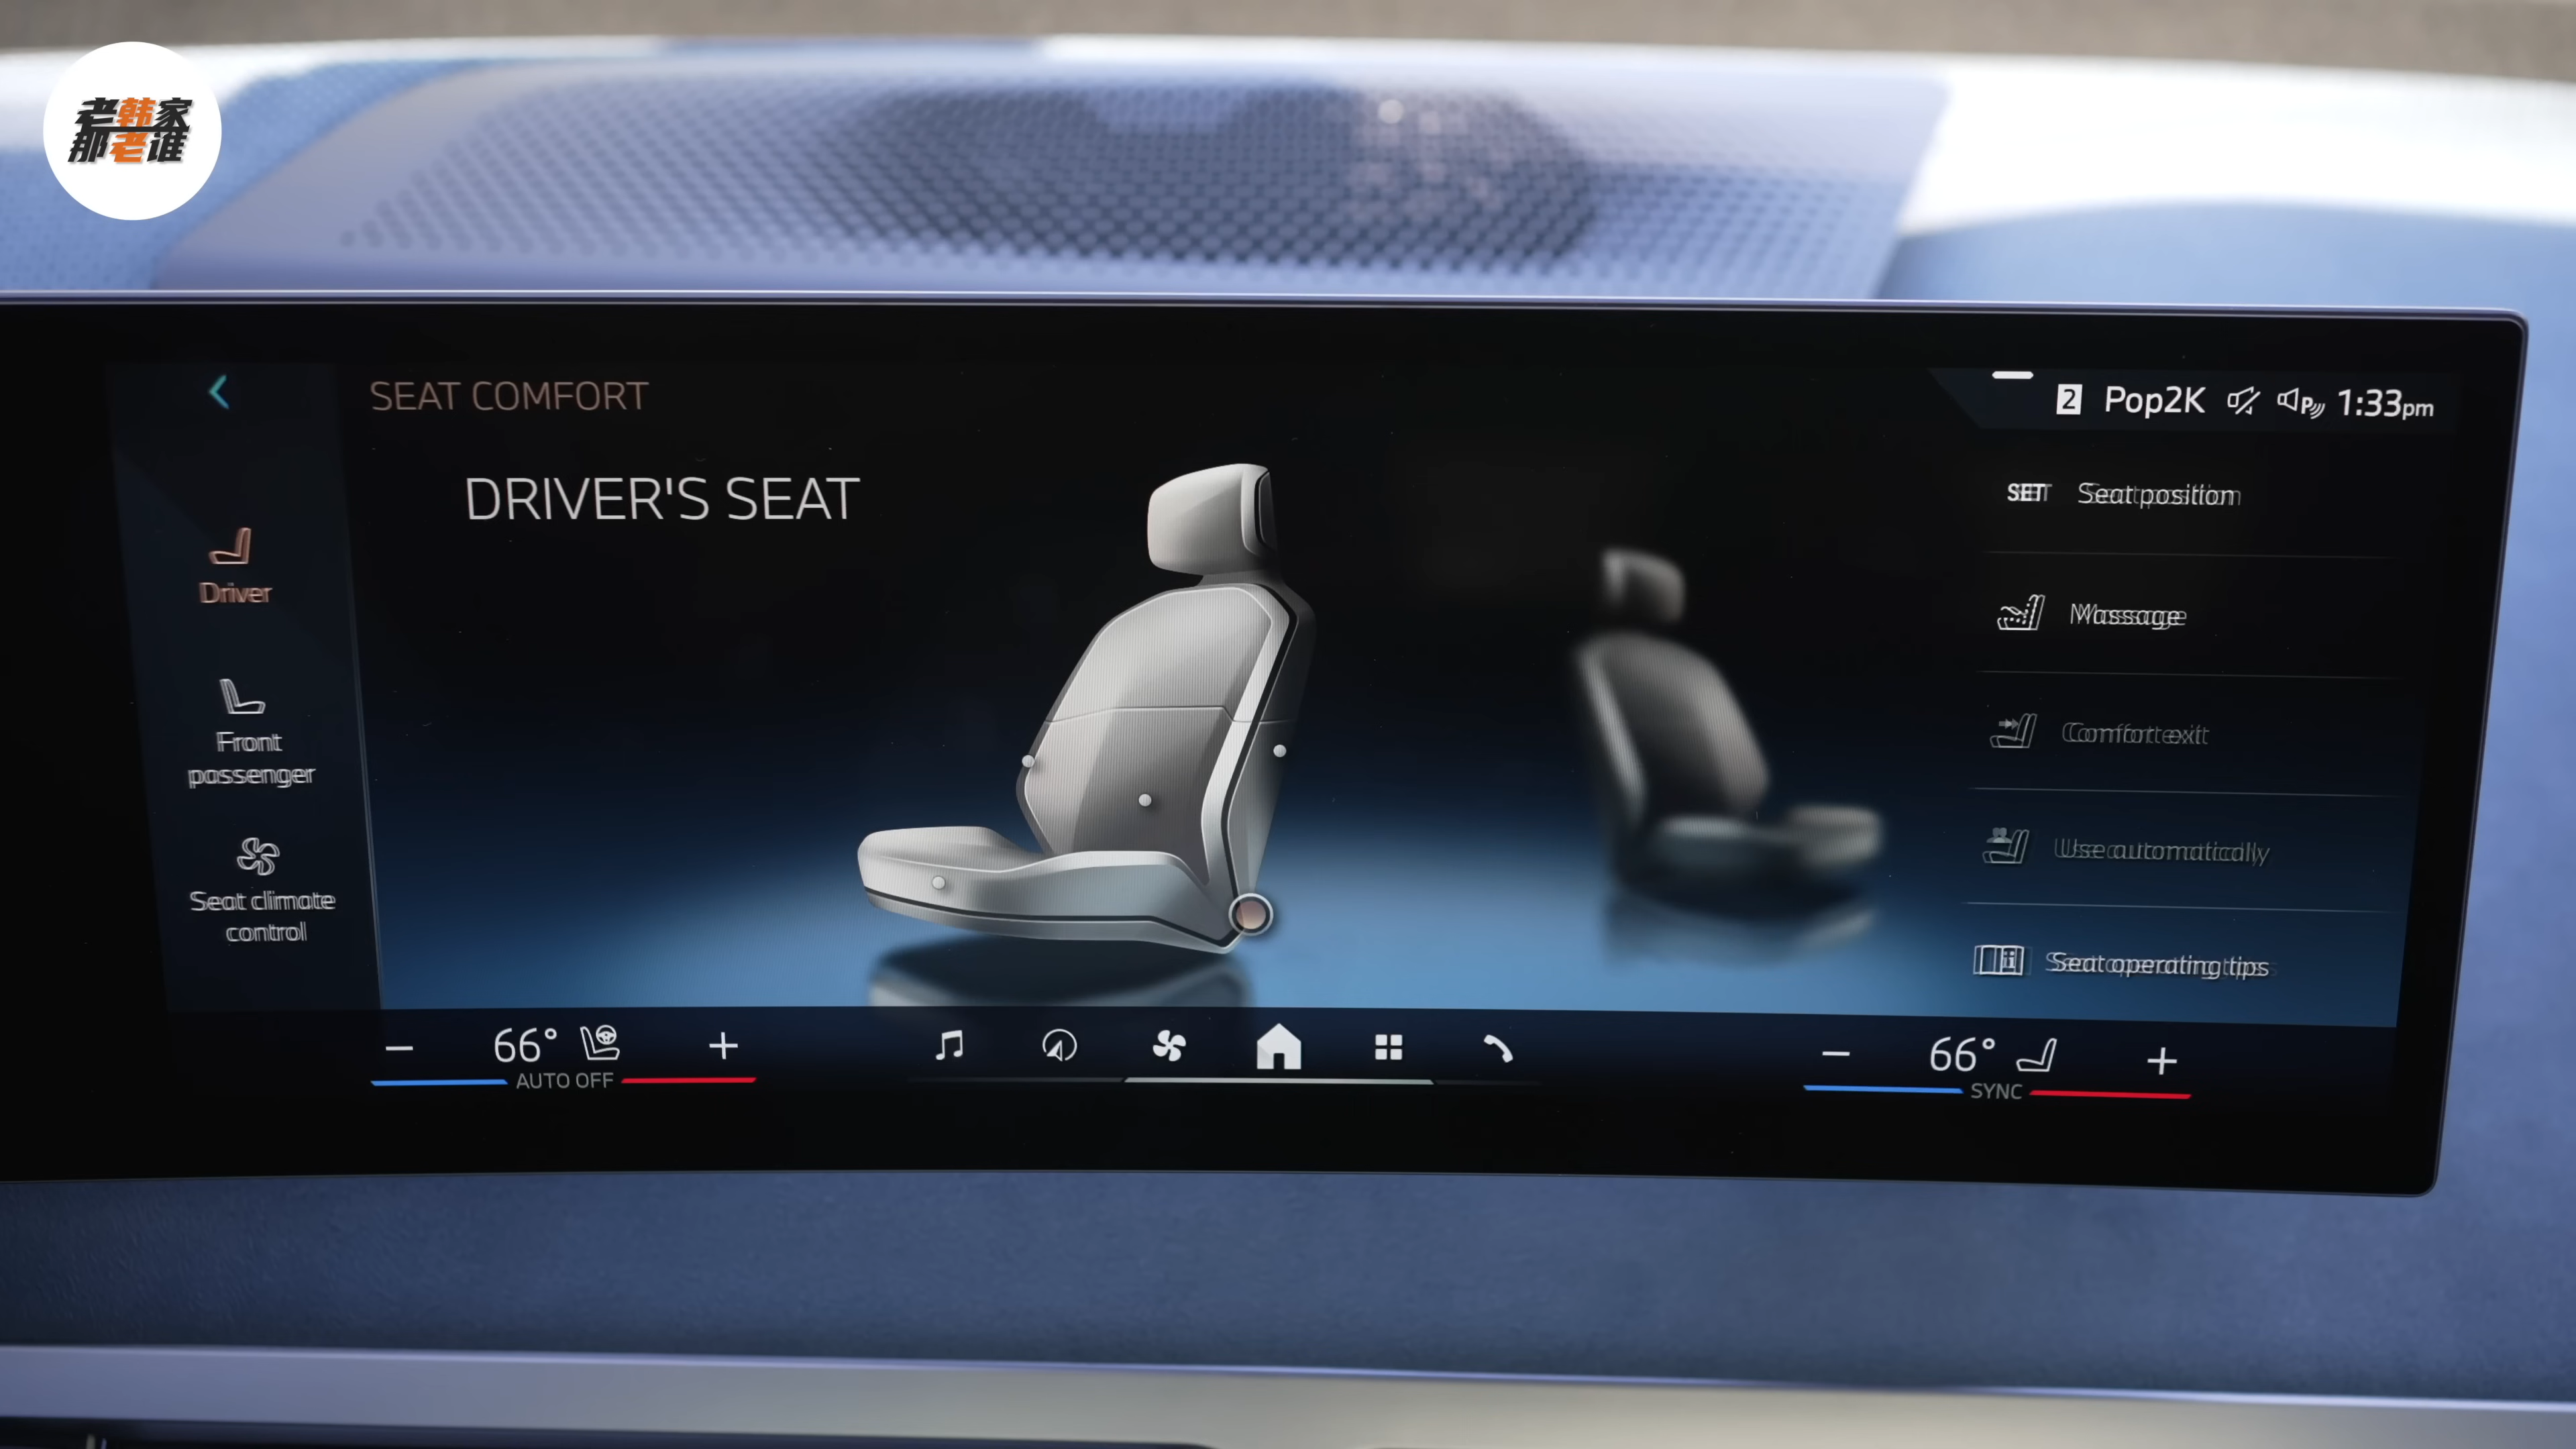 老韩家
那老谁
SEAT COMFORT
2 Pop2K 1:33pm
DRIVER'S SEAT
Driver
Front
passenger
Seat climate
control
SET Seat position
Massage
Comfort exit
Use automatically
Seat operating tips
66°
AUTO OFF
66°
SYNC